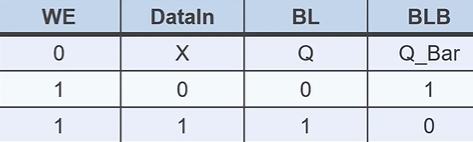 WE DataIn BL BLB
0 X Q Q_Bar
1 0 0 1
1 1 1 0